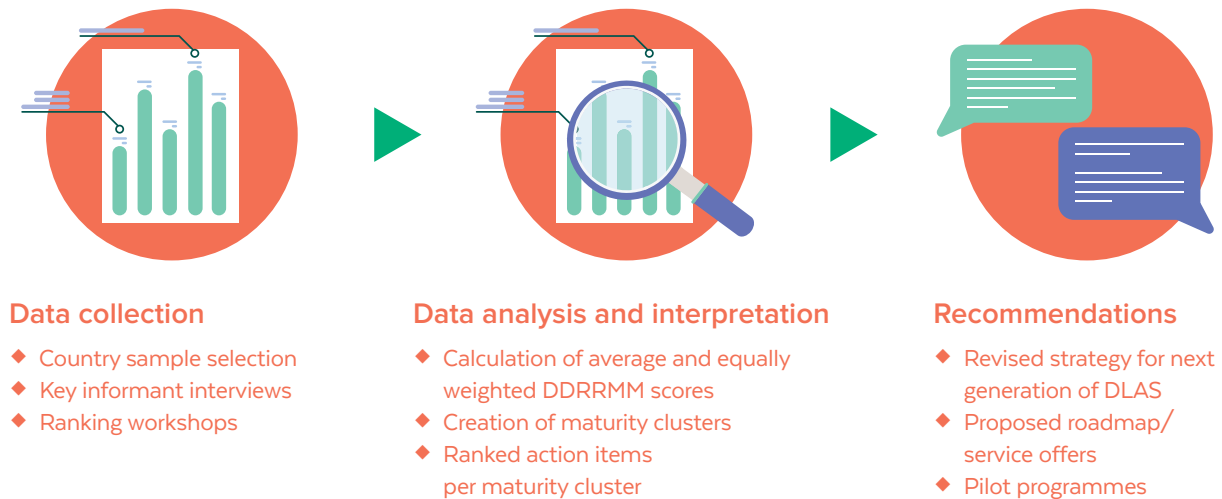 Data collection
◆ Country sample selection
◆ Key informant interviews
◆ Ranking workshops
Data analysis and interpretation
◆ Calculation of average and equally
weighted DDRRMM scores
◆ Creation of maturity clusters
◆ Ranked action items
per maturity cluster
Recommendations
◆ Revised strategy for next
generation of DLAS
◆ Proposed roadmap/
service offers
◆ Pilot programmes